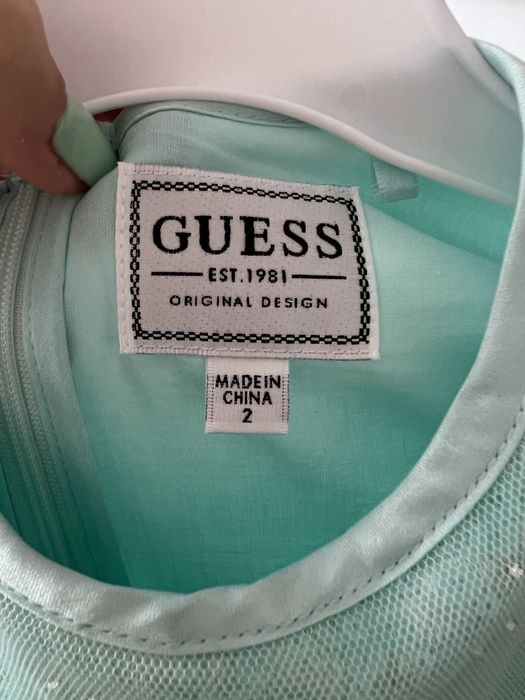 GUESS
EST.1981
ORIGINAL DESIGN
MADE IN
CHINA
2